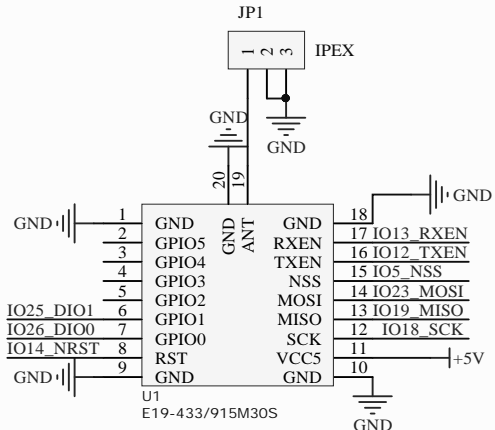 JP1
1 2 3 IPEX
GND
GND
20 19
GND 1 GND GND ANT GND 18 GND
2 GPIO5 RXEN 17 IO13_RXEN
3 GPIO4 TXEN 16 IO12_TXEN
4 GPIO3 NSS 15 IO5_NSS
5 GPIO2 MOSI 14 IO23_MOSI
IO25_DIO1 6 GPIO1 MISO 13 IO19_MISO
IO26_DIO0 7 GPIO0 SCK 12 IO18_SCK
IO14_NRST 8 RST VCC5 11 +5V
GND 9 GND GND 10
U1
E19-433/915M30S
GND